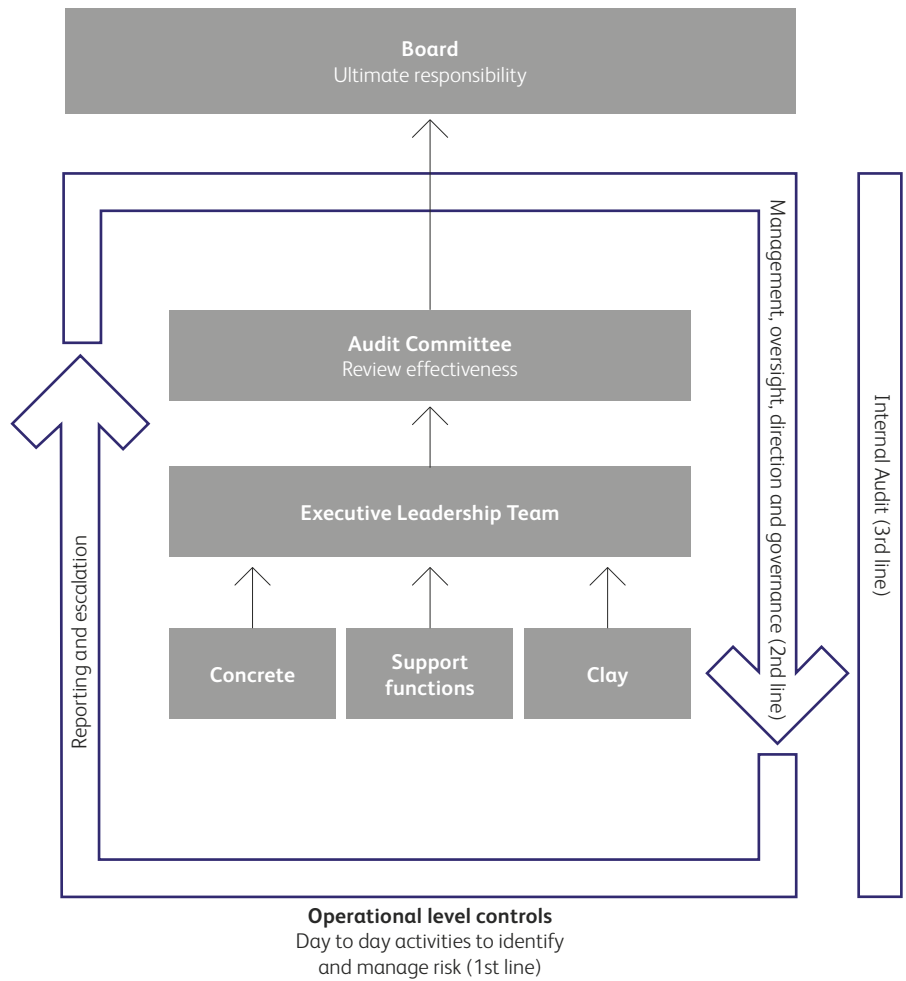 Board
Ultimate responsibility
Audit Committee
Review effectiveness
Executive Leadership Team
Concrete
Support
functions
Clay
Reporting and escalation
Management, oversight, direction and governance (2nd line)
Internal Audit (3rd line)
Operational level controls
Day to day activities to identify
and manage risk (1st line)